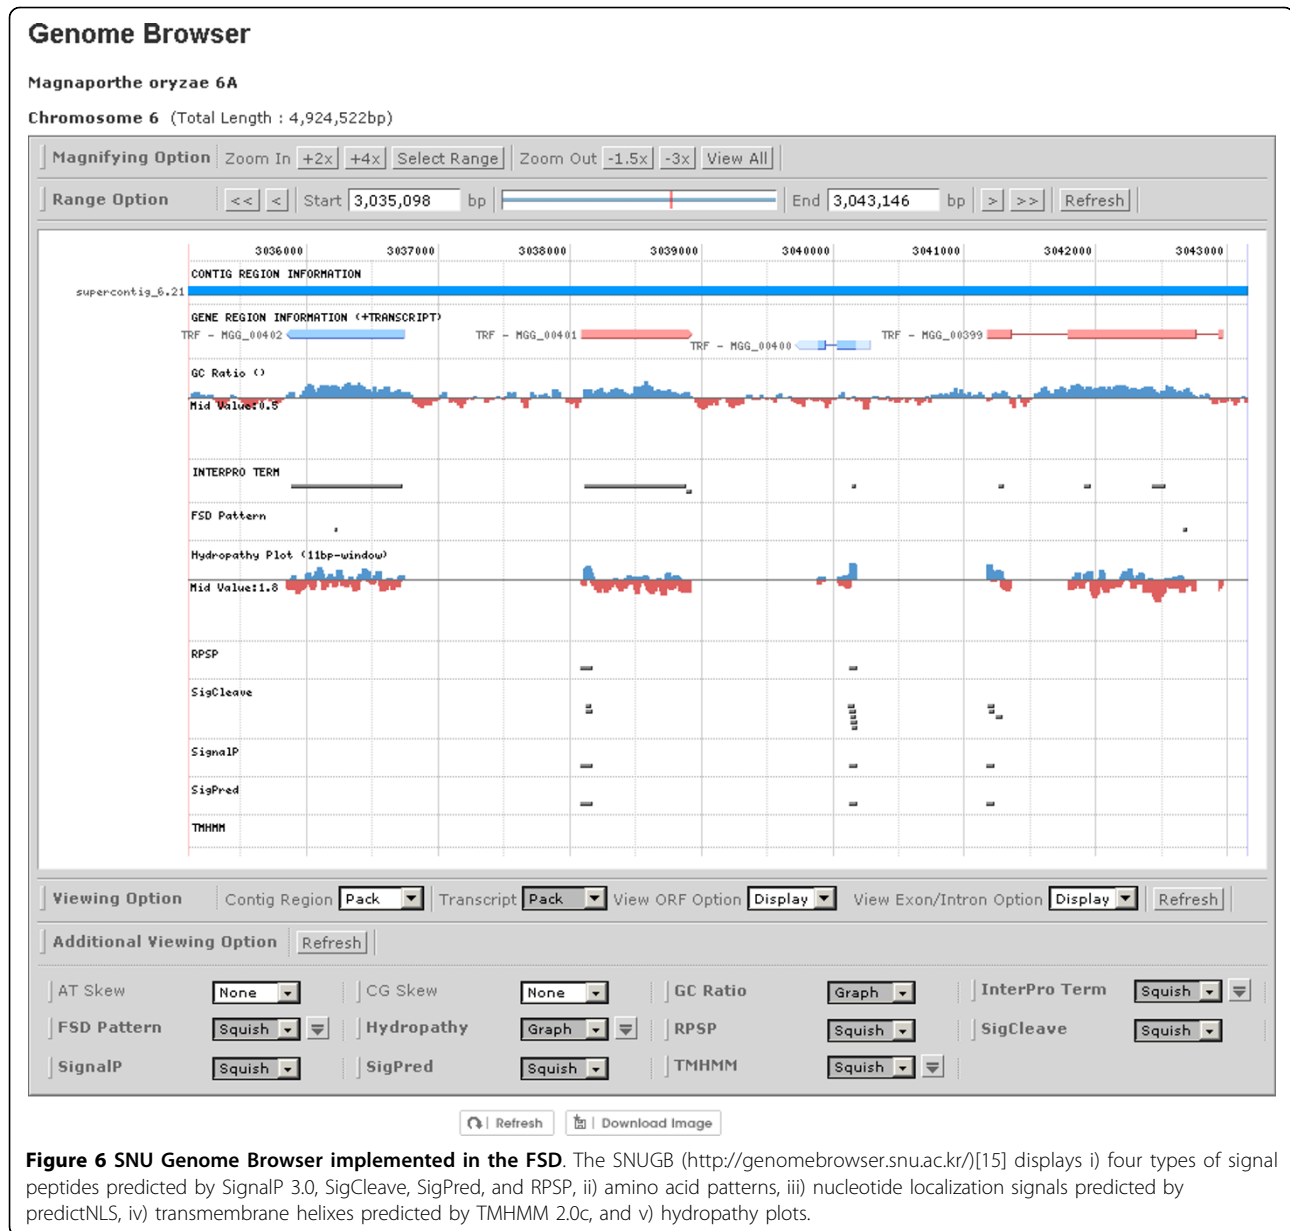 Genome Browser
Magnaporthe oryzae 6A
Chromosome 6 (Total Length : 4,924,522bp)
Magnifying Option Zoom In +2x +4x Select Range Zoom Out -1.5x -3x View All
Range Option << < Start 3,035,098 bp End 3,043,146 bp > >> Refresh
3036000 3037000 3038000 3039000 3040000 3041000 3042000 3043000
CONTIG REGION INFORMATION
supercontig_6.21
GENE REGION INFORMATION (+TRANSCRIPT)
TRF - MGG_00402 TRF - MGG_00401 TRF - MGG_00399
TRF - MGG_00400
GC Ratio ()
Mid Value:0.5
INTERPRO TERM
FSD Pattern
Hydropathy Plot (11bp-window)
Mid Value:1.8
RPSP
SigCleave
SignalP
SigPred
TMHMM
Viewing Option Contig Region Pack Transcript Pack View ORF Option Display View Exon/Intron Option Display Refresh
Additional Viewing Option Refresh
AT Skew None CG Skew None GC Ratio Graph InterPro Term Squish
FSD Pattern Squish Hydropathy Graph RPSP Squish SigCleave Squish
SignalP Squish SigPred Squish TMHMM Squish
Refresh Download Image
Figure 6 SNU Genome Browser implemented in the FSD. The SNUGB (http://genomebrowser.snu.ac.kr/)[15] displays i) four types of signal
peptides predicted by SignalP 3.0, SigCleave, SigPred, and RPSP, ii) amino acid patterns, iii) nucleotide localization signals predicted by
predictNLS, iv) transmembrane helixes predicted by TMHMM 2.0c, and v) hydropathy plots.